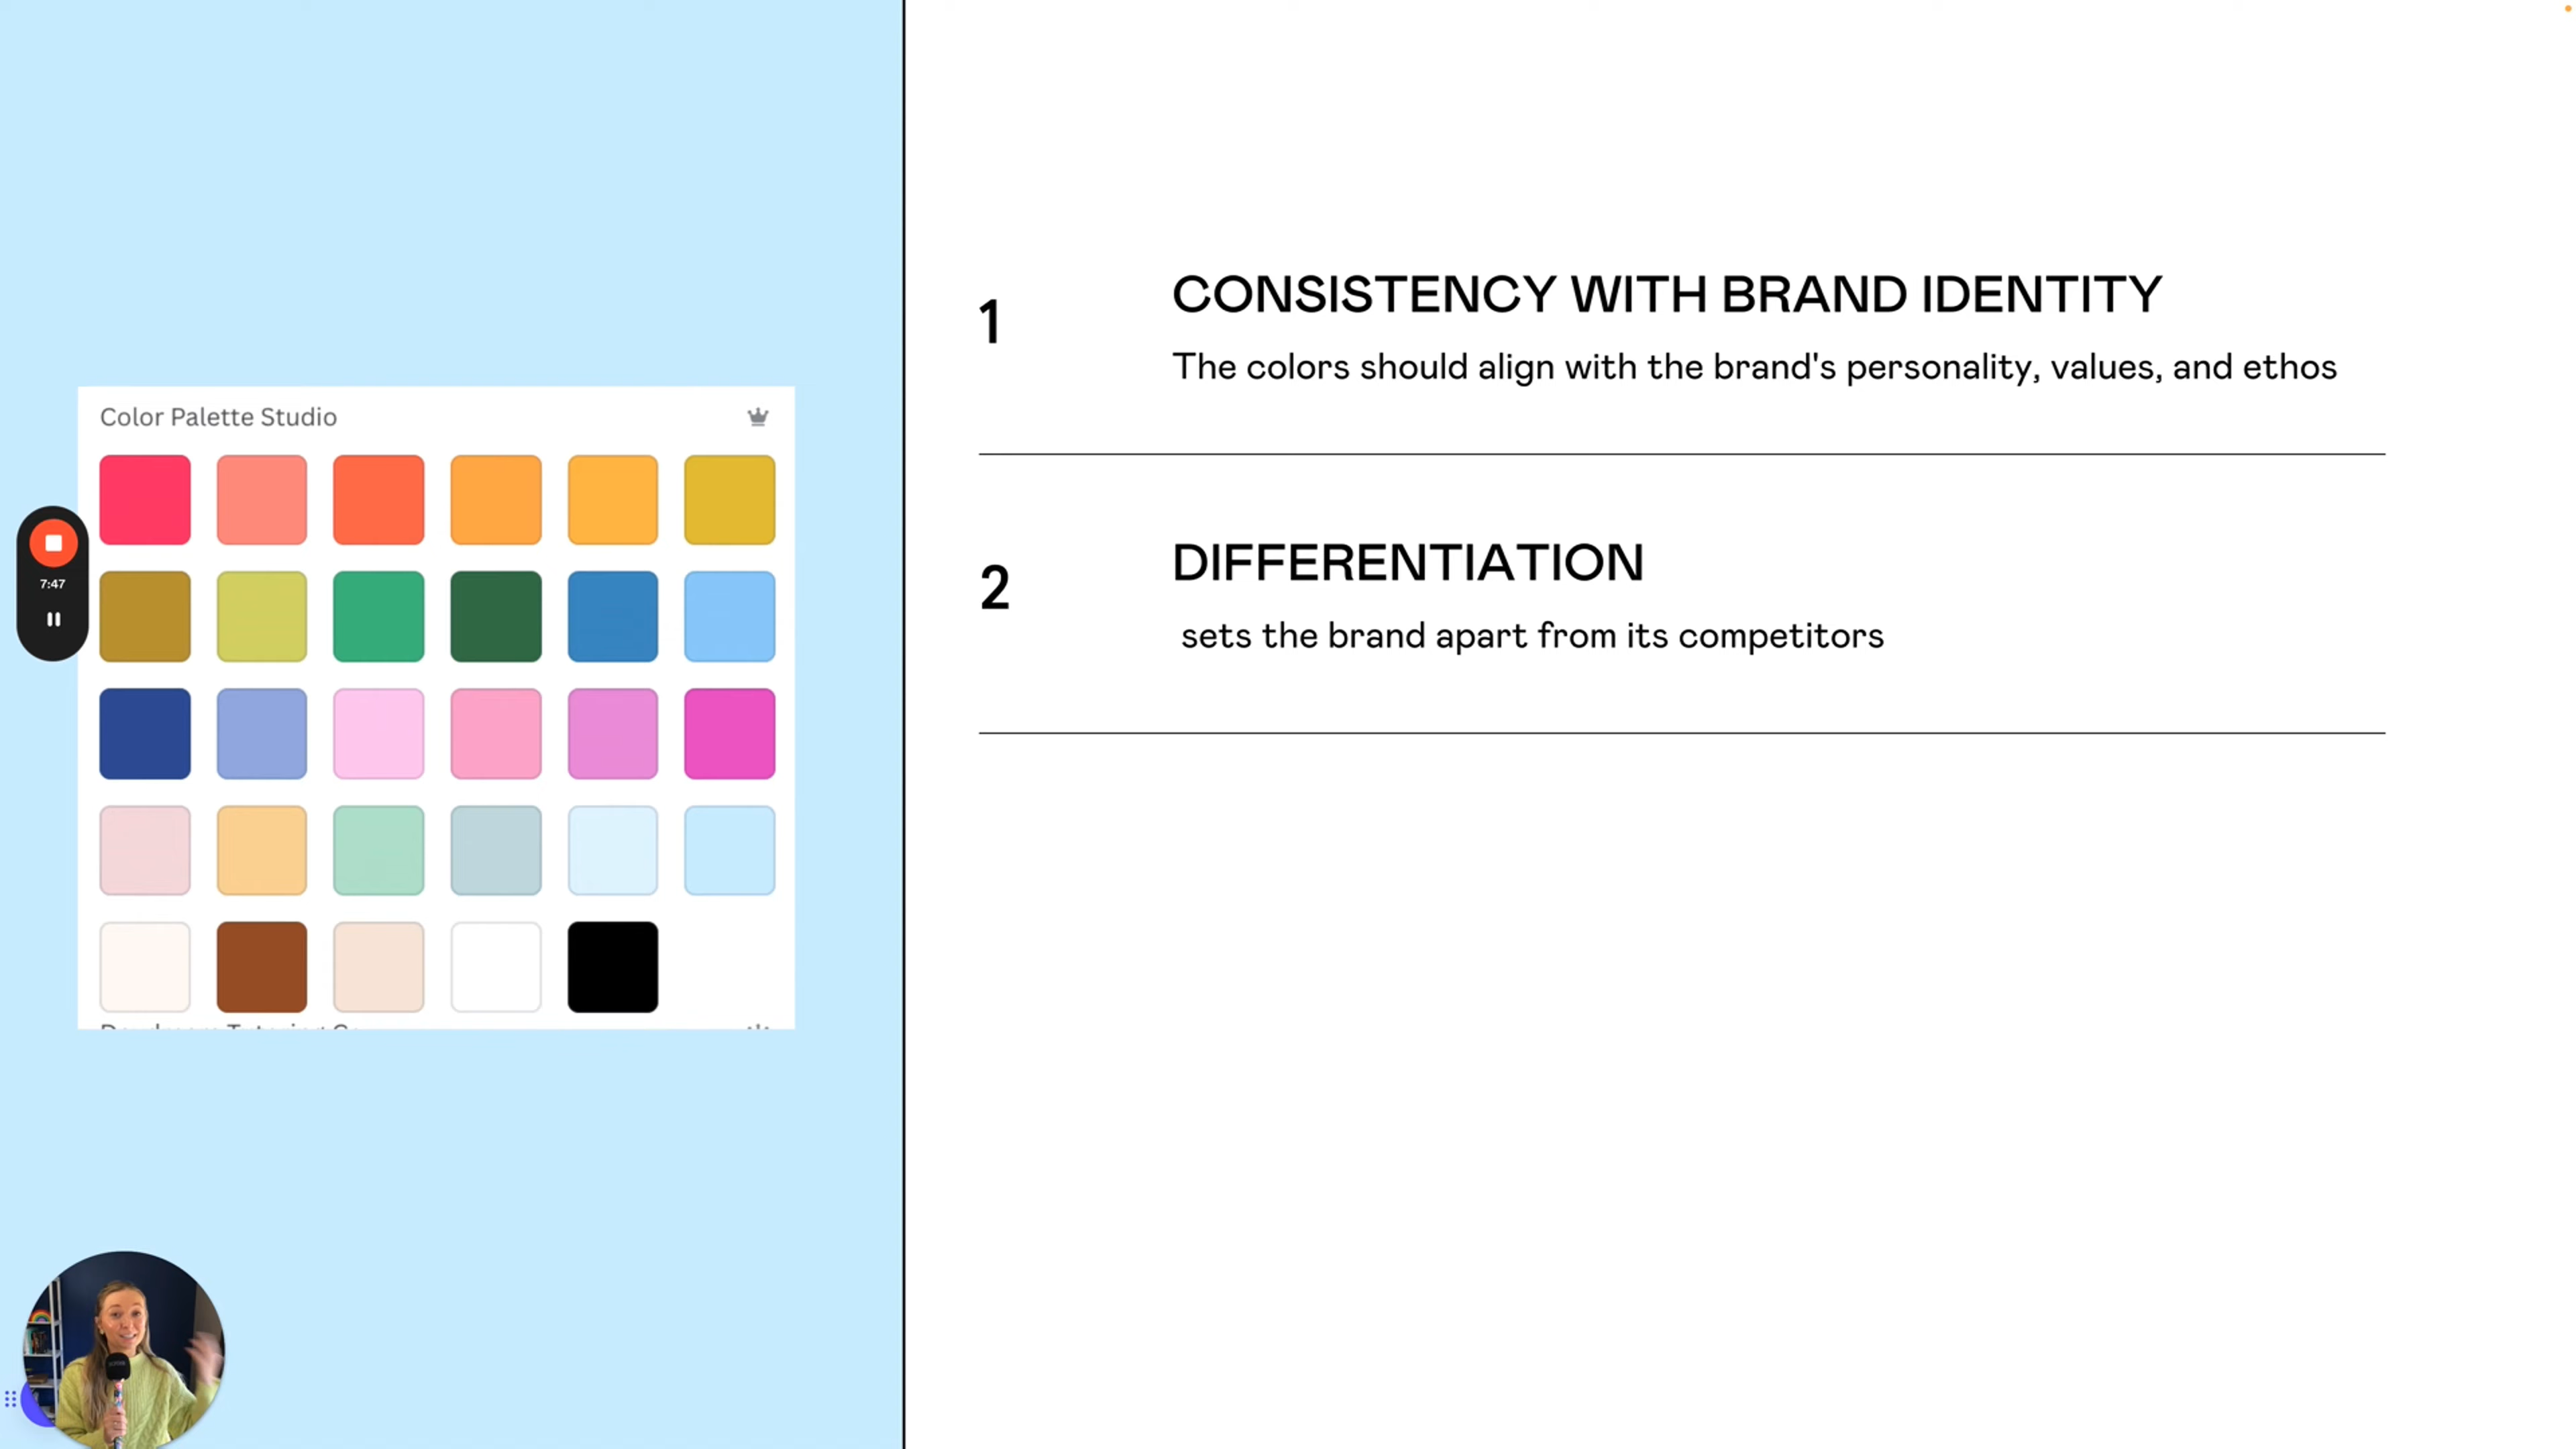 Color Palette Studio
7:47
1
CONSISTENCY WITH BRAND IDENTITY
The colors should align with the brand's personality, values, and ethos
2
DIFFERENTIATION
sets the brand apart from its competitors